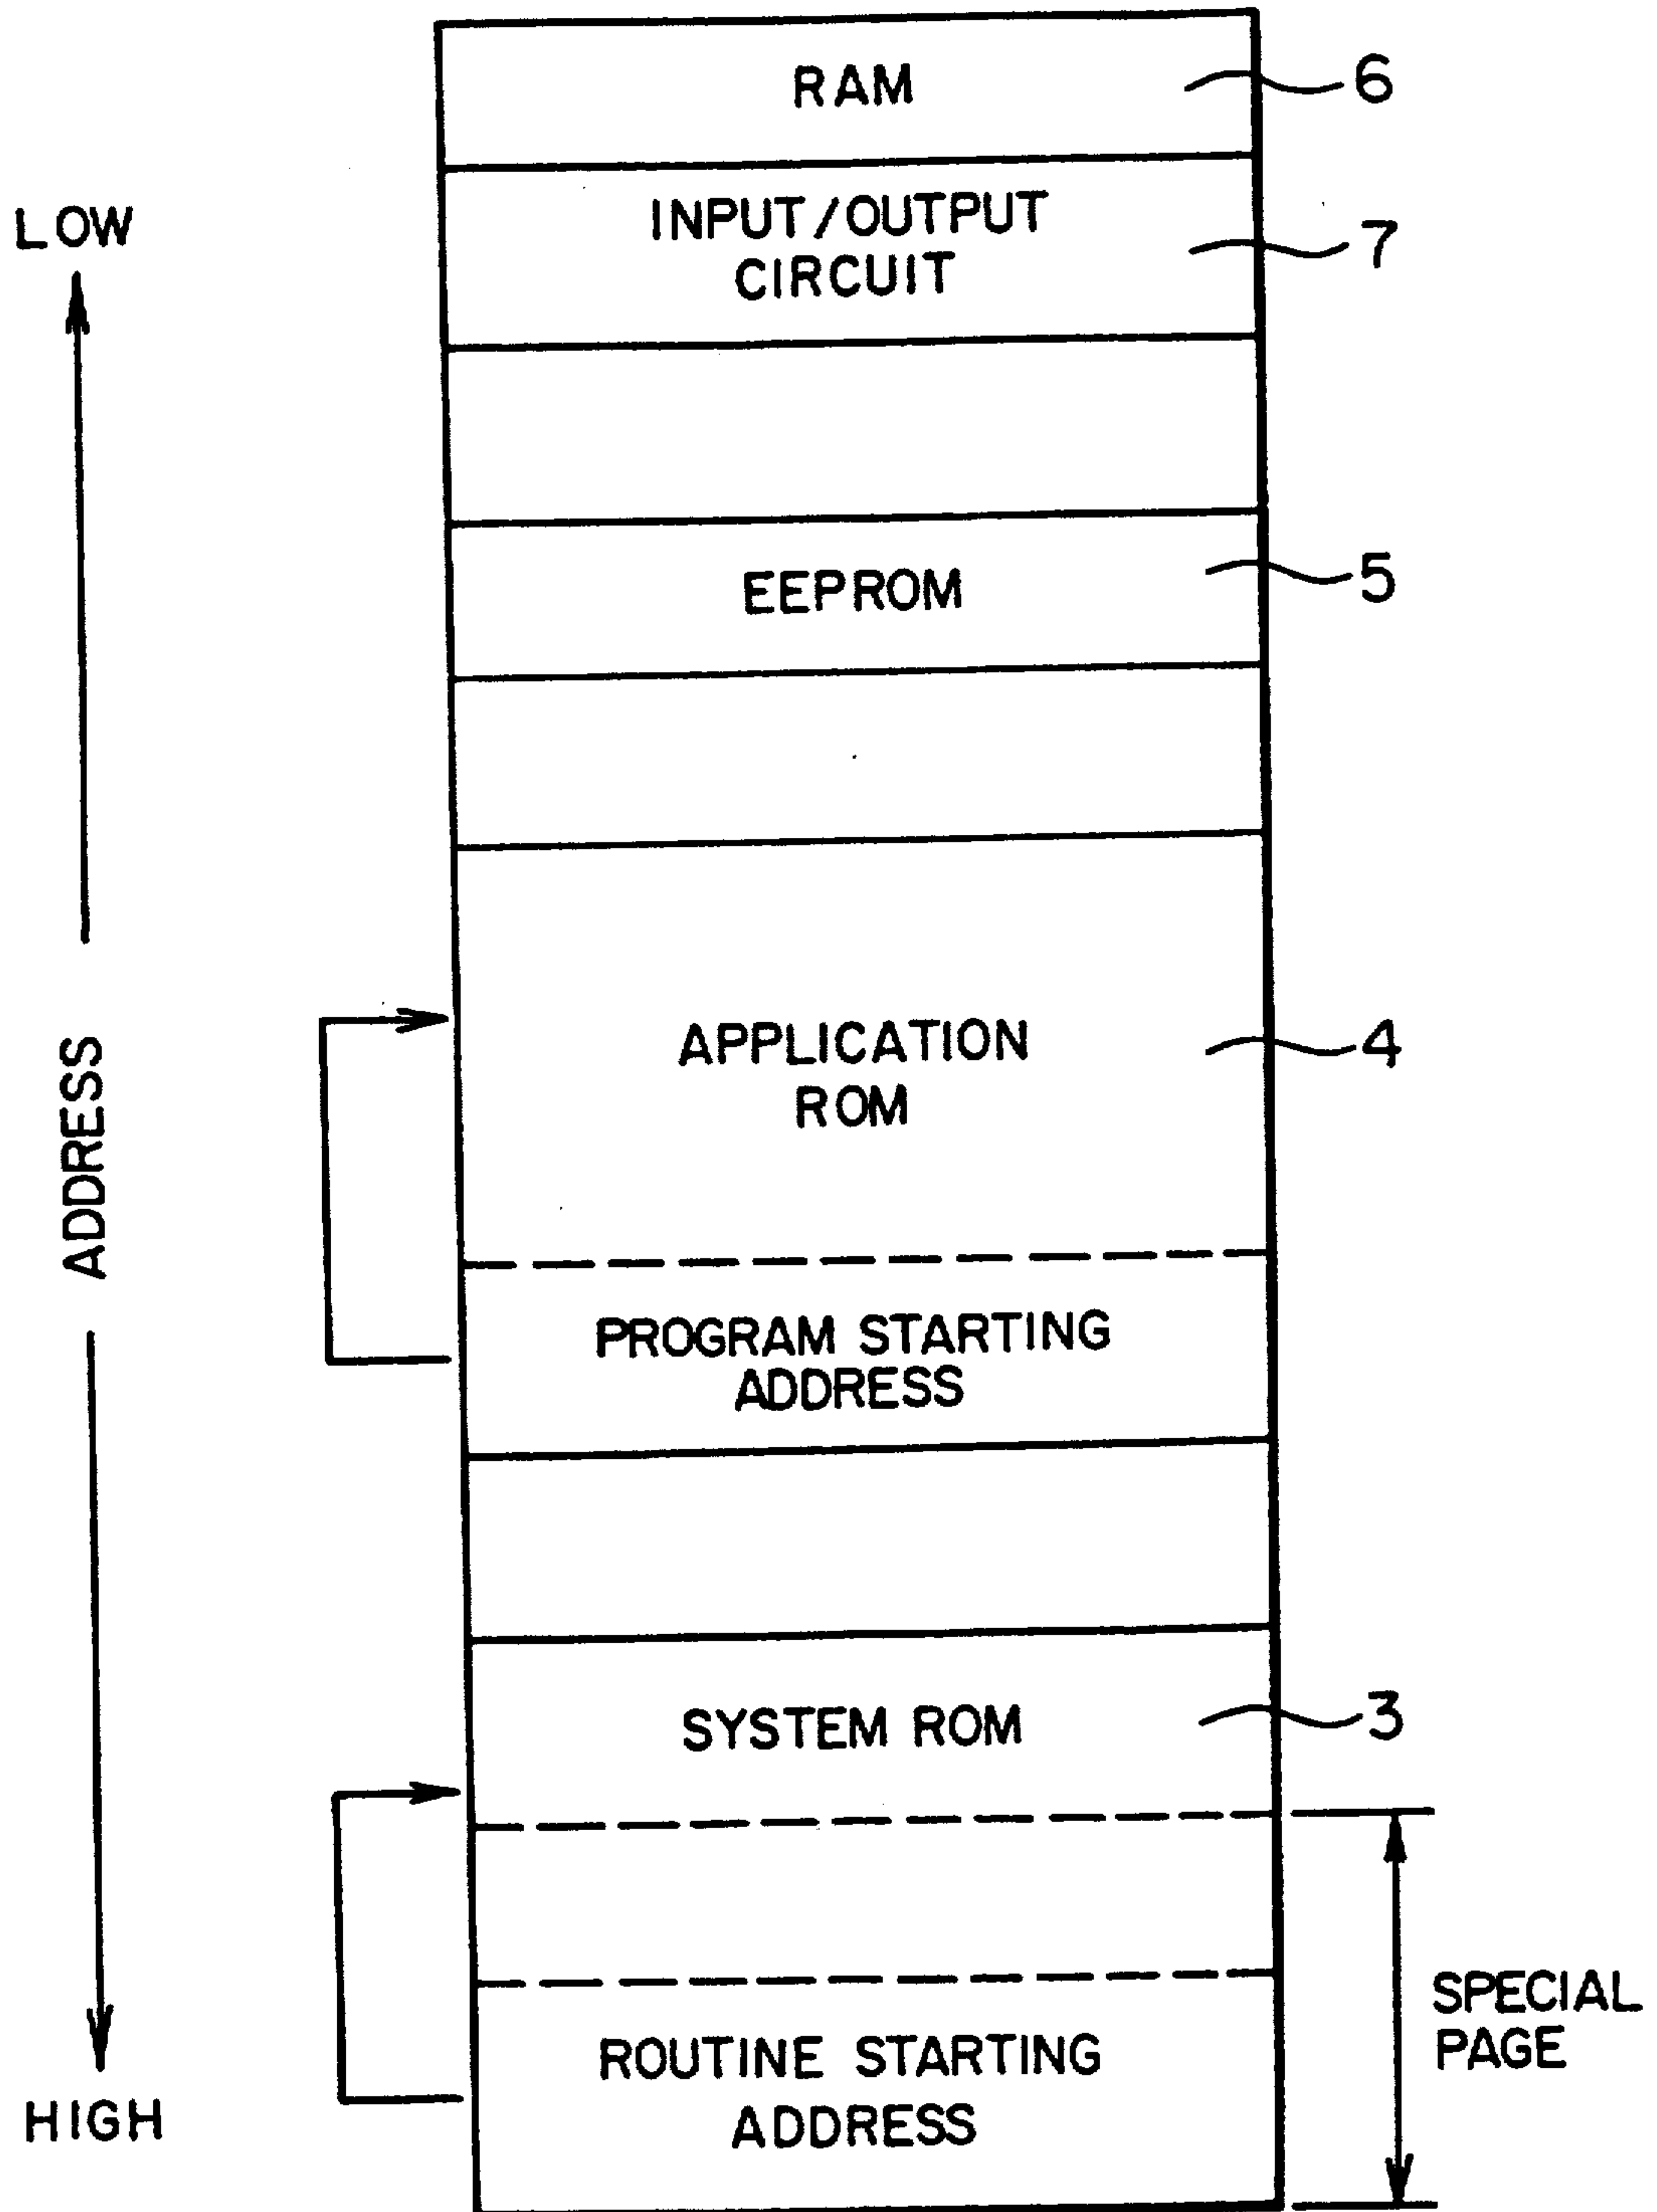 RAM
6
LOW
INPUT/OUTPUT
CIRCUIT
7
EEPROM
5
ADDRESS
APPLICATION
ROM
4
PROGRAM STARTING
ADDRESS
SYSTEM ROM
3
SPECIAL
PAGE
ROUTINE STARTING
ADDRESS
HIGH